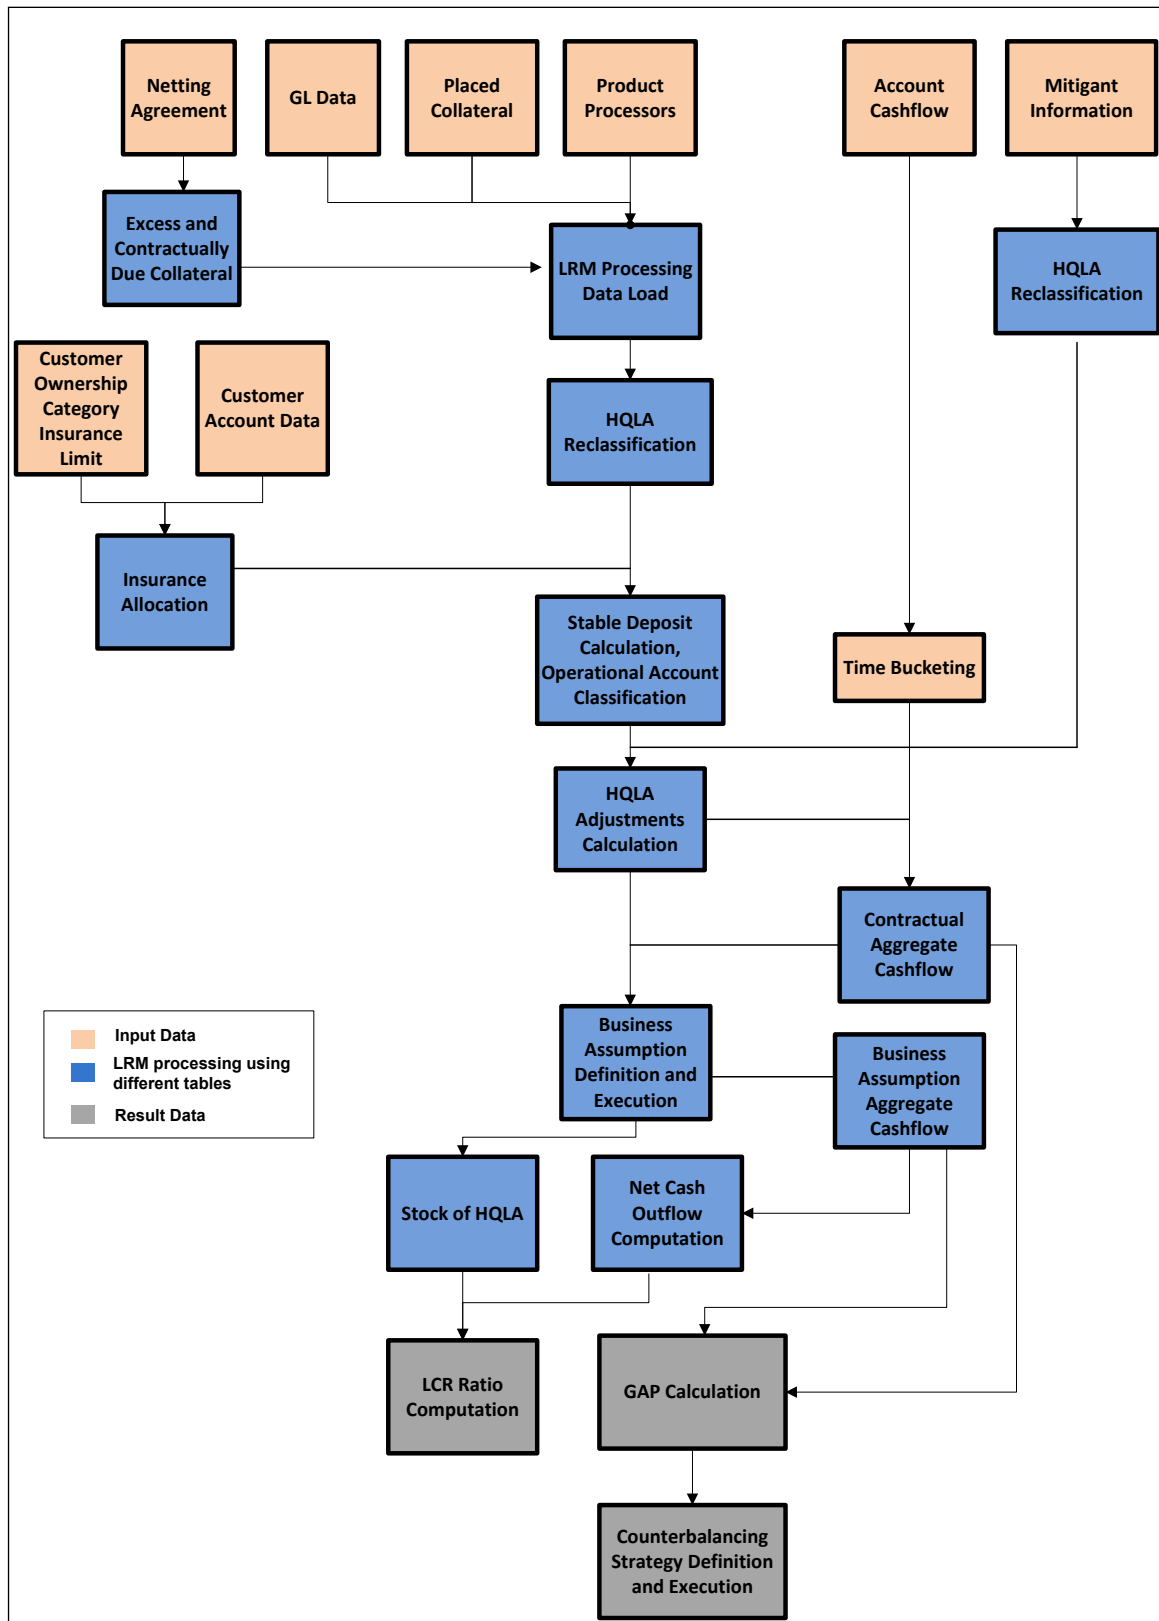 Netting
Agreement
GL Data
Placed
Collateral
Product
Processors
Account
Cashflow
Mitigant
Information
Excess and
Contractually
Due Collateral
LRM Processing
Data Load
HQLA
Reclassification
Customer
Ownership
Category
Insurance
Limit
Customer
Account Data
HQLA
Reclassification
Insurance
Allocation
Stable Deposit
Calculation,
Operational Account
Classification
Time Bucketing
HQLA
Adjustments
Calculation
Contractual
Aggregate
Cashflow
Input Data
LRM processing using
different tables
Result Data
Business
Assumption
Definition and
Execution
Business
Assumption
Aggregate
Cashflow
Stock of HQLA
Net Cash
Outflow
Computation
LCR Ratio
Computation
GAP Calculation
Counterbalancing
Strategy Definition
and Execution